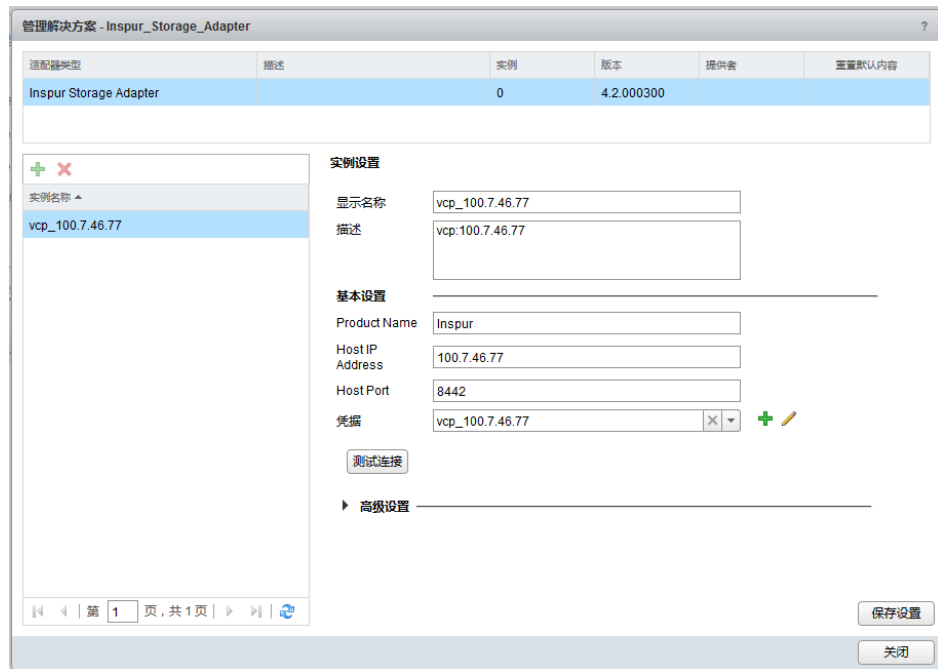 管理解决方案 - Inspur_Storage_Adapter ?
适配器类型 描述 实例 版本 提供者 重置默认内容
Inspur Storage Adapter 0 4.2.000300
实例名称
vcp_100.7.46.77
实例设置
显示名称 vcp_100.7.46.77
描述 vcp:100.7.46.77
基本设置
Product Name Inspur
Host IP
Address 100.7.46.77
Host Port 8442
凭据 vcp_100.7.46.77
测试连接
高级设置
第 1 页,共1页
保存设置
关闭